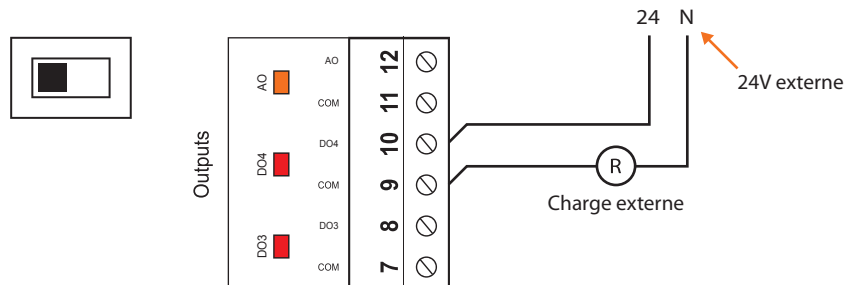 24 N
24V externe
Outputs
AO
AO
12
COM
11
DO4
DO4
10
COM
9
R
Charge externe
DO3
DO3
8
COM
7